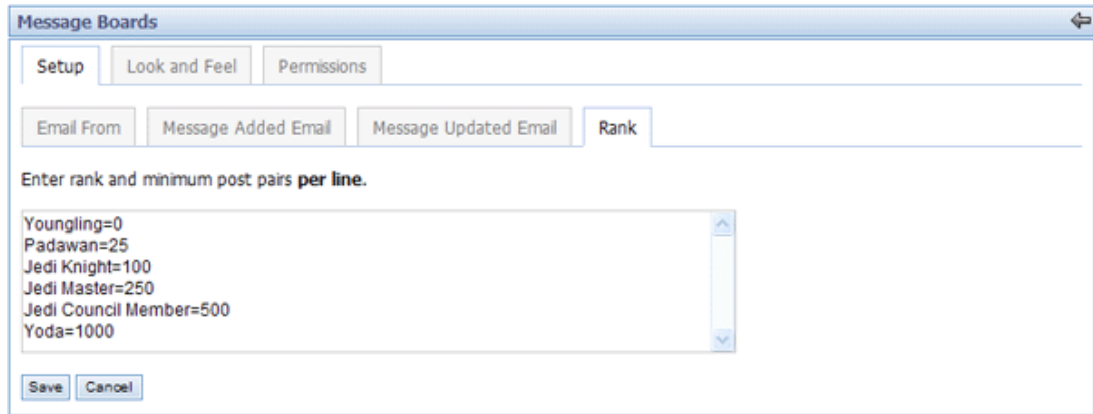 Message Boards
Setup Look and Feel Permissions
Email From Message Added Email Message Updated Email Rank
Enter rank and minimum post pairs per line.
Youngling=0
Padawan=25
Jedi Knight=100
Jedi Master=250
Jedi Council Member=500
Yoda=1000
Save Cancel